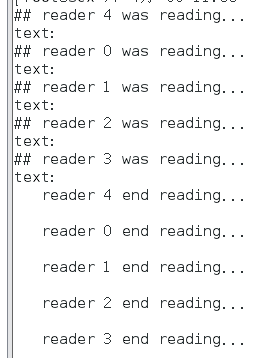 ## reader 4 was reading...
text:
## reader 0 was reading...
text:
## reader 1 was reading...
text:
## reader 2 was reading...
text:
## reader 3 was reading...
text:
reader 4 end reading...
reader 0 end reading...
reader 1 end reading...
reader 2 end reading...
reader 3 end reading...